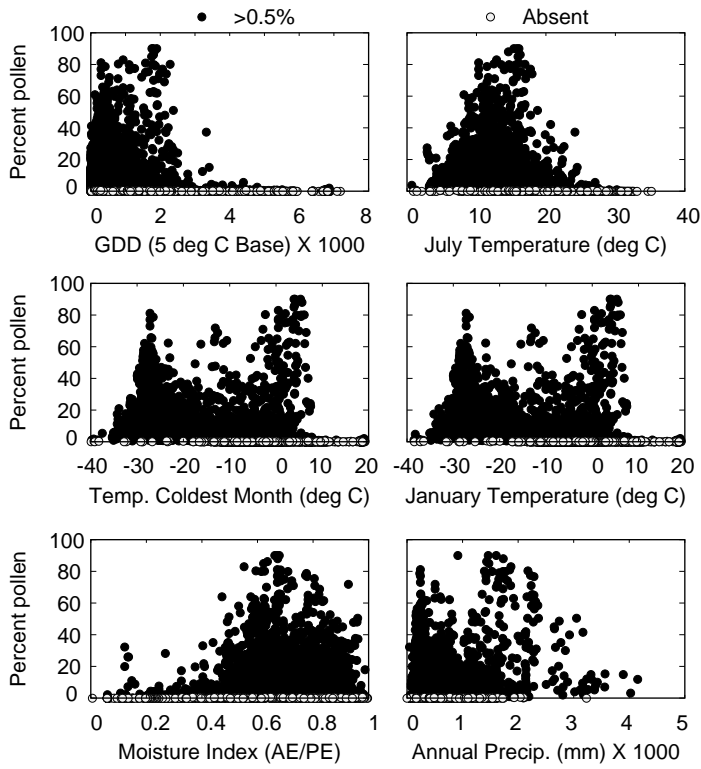 >0.5% Absent
Percent pollen
100
80
60
40
20
0
0 2 4 6 8
GDD (5 deg C Base) X 1000
0 10 20 30 40
July Temperature (deg C)
Percent pollen
100
80
60
40
20
0
-40 -30 -20 -10 0 10 20
Temp. Coldest Month (deg C)
-40 -30 -20 -10 0 10 20
January Temperature (deg C)
Percent pollen
100
80
60
40
20
0
0 0.2 0.4 0.6 0.8 1
Moisture Index (AE/PE)
0 1 2 3 4 5
Annual Precip. (mm) X 1000